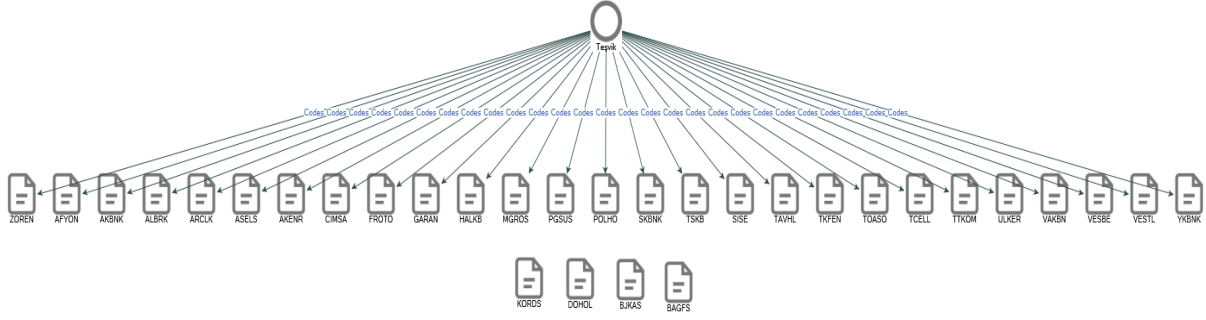 Teşvik
Codes Codes Codes Codes Codes Codes Codes Codes Codes Codes Codes Codes Codes Codes Codes Codes Codes Codes Codes Codes Codes Codes Codes Codes Codes Codes Codes
ZOREN AFYON AKBNK ALBRK ARCLK ASELS AKENR CIMSA FROTO GARAN HALKB MGROS PGSUS POLHO SKBNK TSKB SISE TAVHL TKFEN TOASO TCELL TTKOM ULKER VAKBN VESBE VESTL YKBNK
KORDS DOHOL BJKAS BAGFS